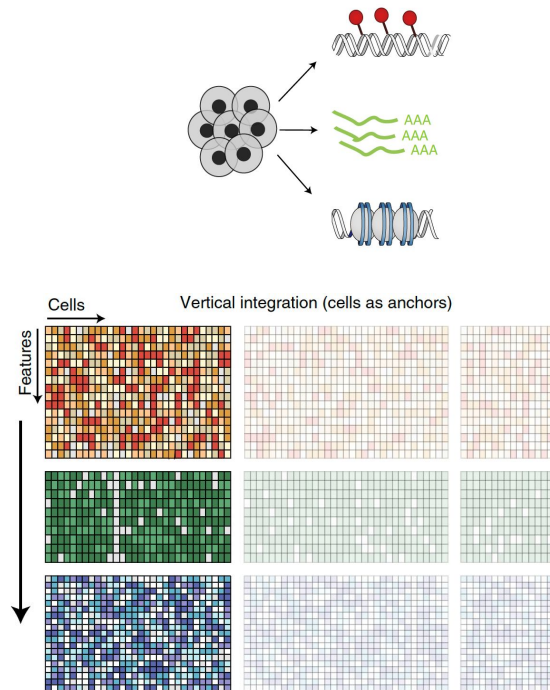 AAA
AAA
AAA
Cells
Vertical integration (cells as anchors)
Features